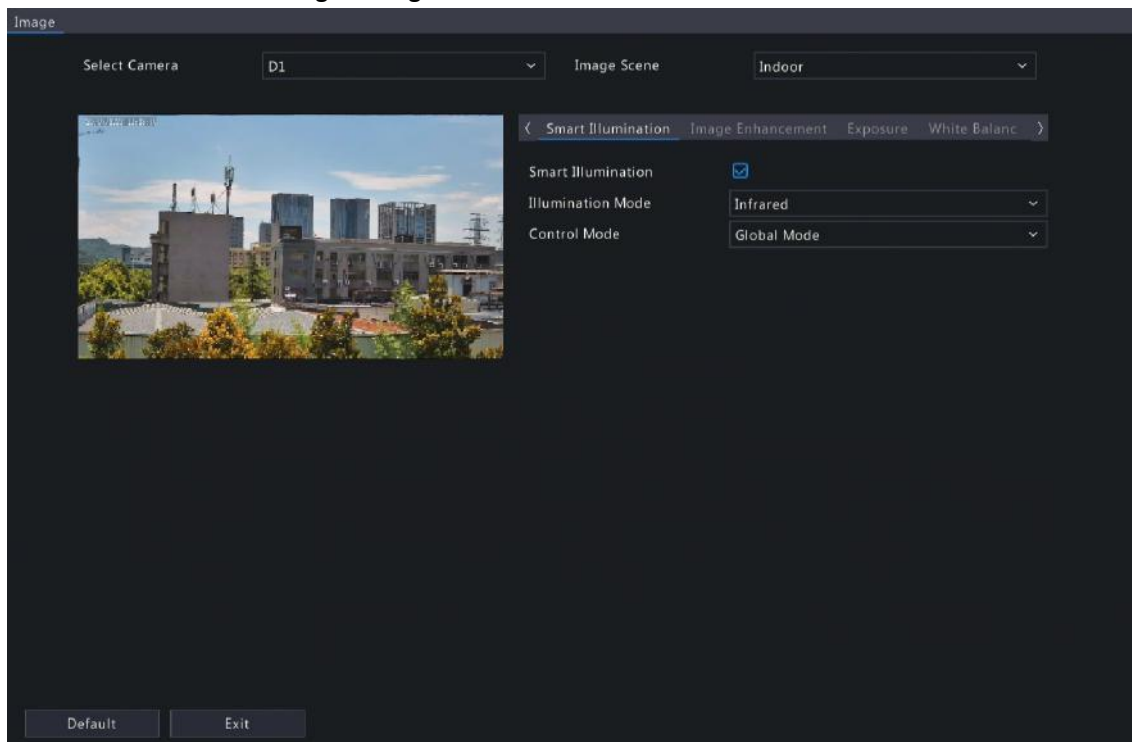 Image
Select Camera D1 Image Scene Indoor
Smart Illumination Image Enhancement Exposure White Balanc
Smart Illumination
Illumination Mode Infrared
Control Mode Global Mode
Default Exit